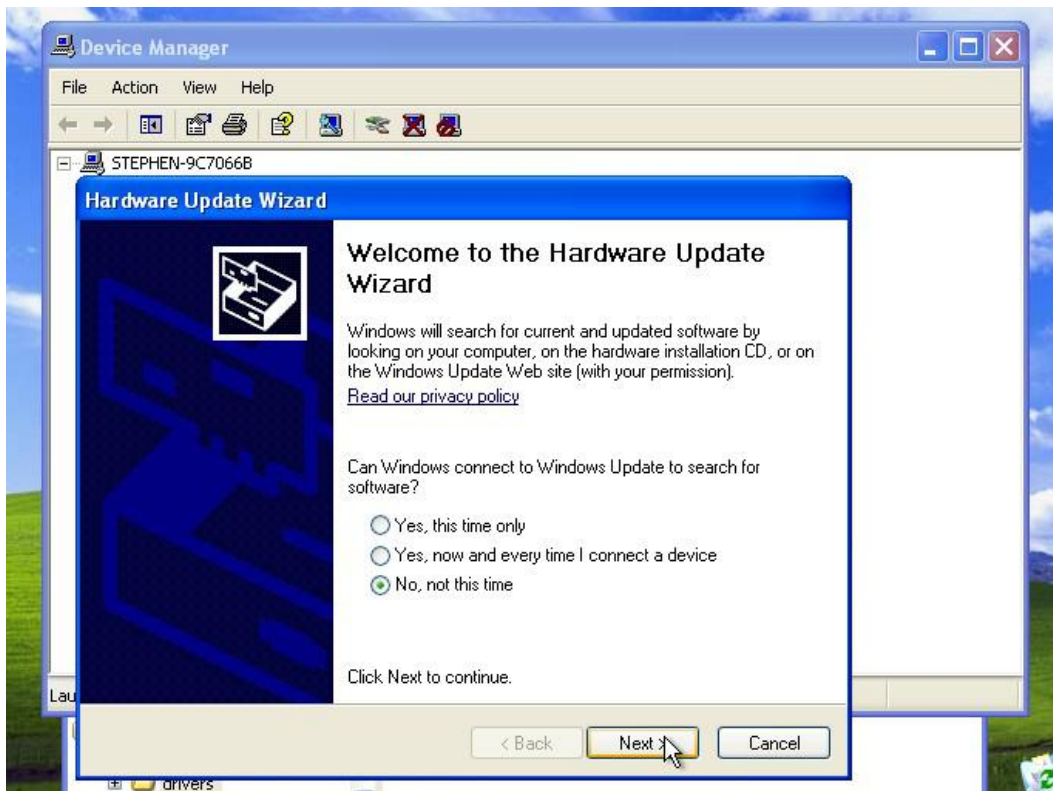 Device Manager
File Action View Help
STEPHEN-9C7066B
Hardware Update Wizard
Welcome to the Hardware Update
Wizard
Windows will search for current and updated software by
looking on your computer, on the hardware installation CD, or on
the Windows Update Web site (with your permission).
Read our privacy policy
Can Windows connect to Windows Update to search for
software?
Yes, this time only
Yes, now and every time I connect a device
No, not this time
Click Next to continue.
Lau
< Back Next > Cancel
drivers